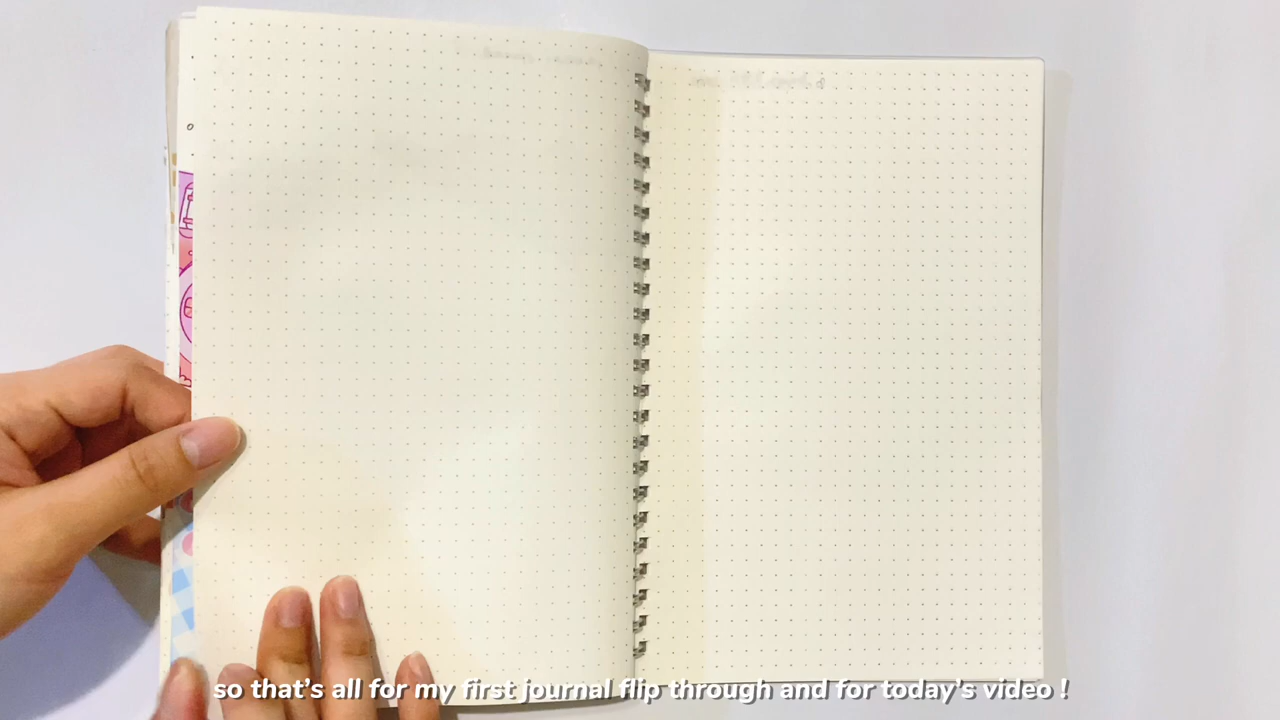 so that's all for my first journal flip through and for today's video !